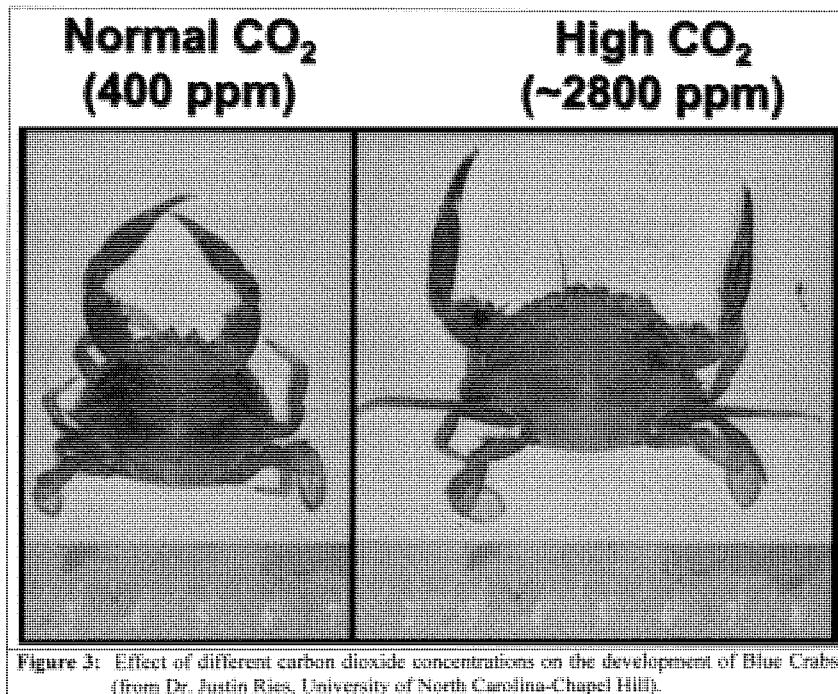 Normal CO₂
(400 ppm)
High CO₂
(~2800 ppm)
Figure 3: Effect of different carbon dioxide concentrations on the development of Blue Crabs
(from Dr. Justin Ries, University of North Carolina-Chapel Hill).